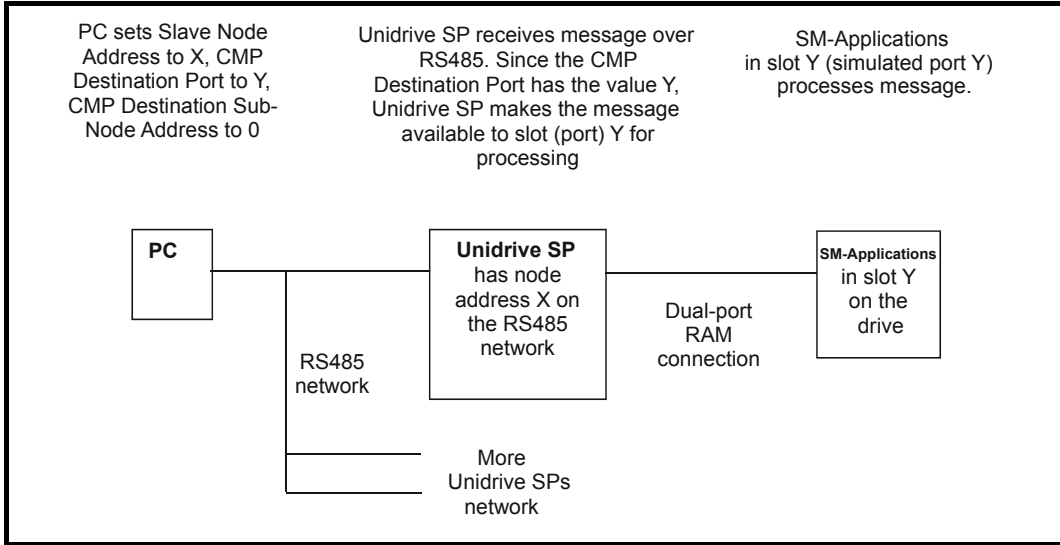 PC sets Slave Node
Address to X, CMP
Destination Port to Y,
CMP Destination Sub-
Node Address to 0
Unidrive SP receives message over
RS485. Since the CMP
Destination Port has the value Y,
Unidrive SP makes the message
available to slot (port) Y for
processing
SM-Applications
in slot Y (simulated port Y)
processes message.
PC
Unidrive SP
has node
address X on
the RS485
network
SM-Applications
in slot Y
on the
drive
Dual-port
RAM
connection
RS485
network
More
Unidrive SPs
network